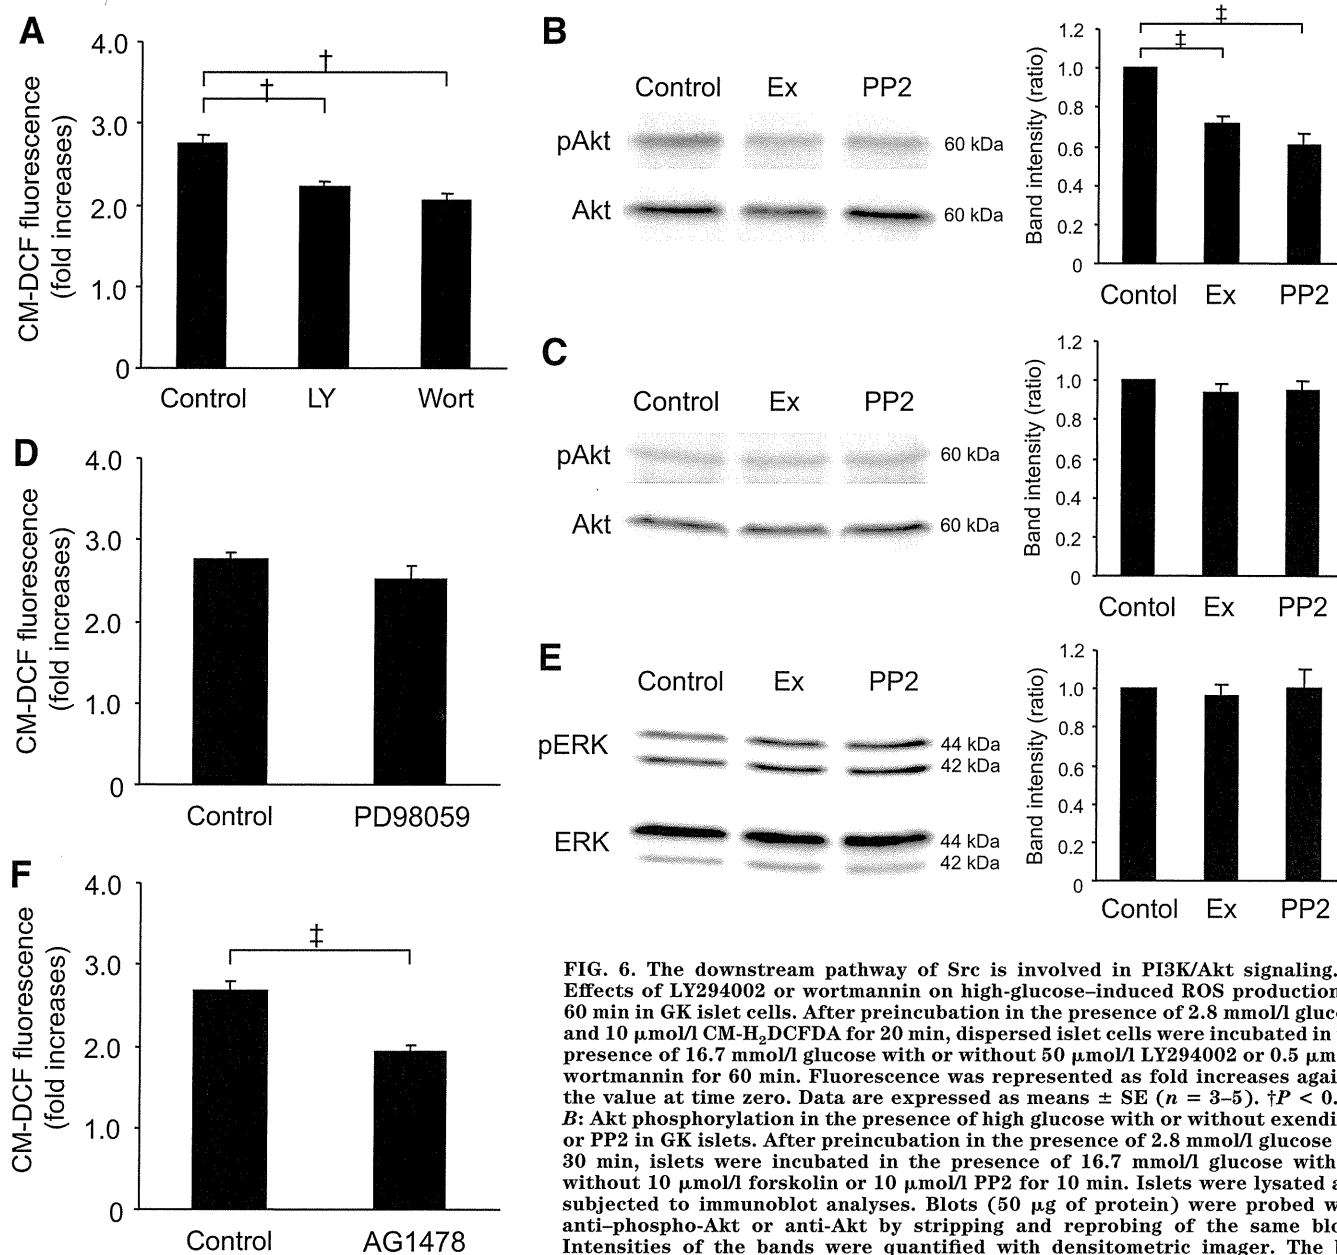 A
4.0
3.0
2.0
1.0
0
CM-DCF fluorescence
(fold increases)
†
†
Control LY Wort
B
Control Ex PP2
pAkt 60 kDa
Akt 60 kDa
Band intensity (ratio)
1.2
1.0
0.8
0.6
0.4
0.2
0
‡
‡
Contol Ex PP2
C
Control Ex PP2
pAkt 60 kDa
Akt 60 kDa
Band intensity (ratio)
1.2
1.0
0.8
0.6
0.4
0.2
0
Contol Ex PP2
D
4.0
3.0
2.0
1.0
0
CM-DCF fluorescence
(fold increases)
Control PD98059
E
Control Ex PP2
pERK 44 kDa
42 kDa
ERK 44 kDa
42 kDa
Band intensity (ratio)
1.2
1.0
0.8
0.6
0.4
0.2
0
Contol Ex PP2
F
4.0
3.0
2.0
1.0
0
CM-DCF fluorescence
(fold increases)
‡
Control AG1478
FIG. 6. The downstream pathway of Src is involved in PI3K/Akt signaling.
Effects of LY294002 or wortmannin on high-glucose–induced ROS production
60 min in GK islet cells. After preincubation in the presence of 2.8 mmol/l
and 10 μmol/l CM-H₂DCFDA for 20 min, dispersed islet cells were incubated in
presence of 16.7 mmol/l glucose with or without 50 μmol/l LY294002 or 0.5
wortmannin for 60 min. Fluorescence was represented as fold increases
the value at time zero. Data are expressed as means ± SE (n = 3–5). †P < 0.
B: Akt phosphorylation in the presence of high glucose with or without
or PP2 in GK islets. After preincubation in the presence of 2.8 mmol/l glucose
30 min, islets were incubated in the presence of 16.7 mmol/l glucose with
without 10 μmol/l forskolin or 10 μmol/l PP2 for 10 min. Islets were lysated
subjected to immunoblot analyses. Blots (50 μg of protein) were probed
anti–phospho-Akt or anti-Akt by stripping and reprobing of the same
Intensities of the bands were quantified with densitometric imager. The